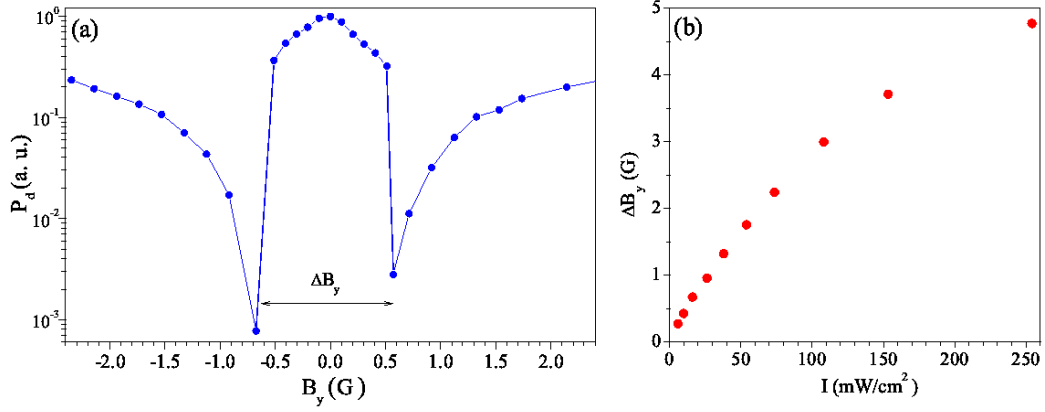 (a)
P_d (a. u.)
10^0
10^-1
10^-2
10^-3
ΔB_y
-2.0 -1.5 -1.0 -0.5 0.0 0.5 1.0 1.5 2.0
B_y (G)
(b)
ΔB_y (G)
5
4
3
2
1
0
0 50 100 150 200 250
I (mW/cm^2)